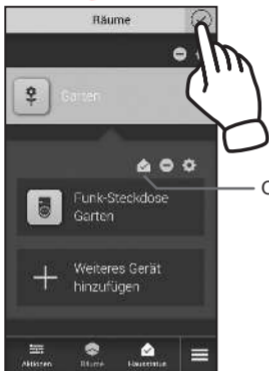 Räume
Garten
C
Funk-Steckdose
Garten
Weiteres Gerät
hinzufügen
Aktionen
Räume
Hausstatus